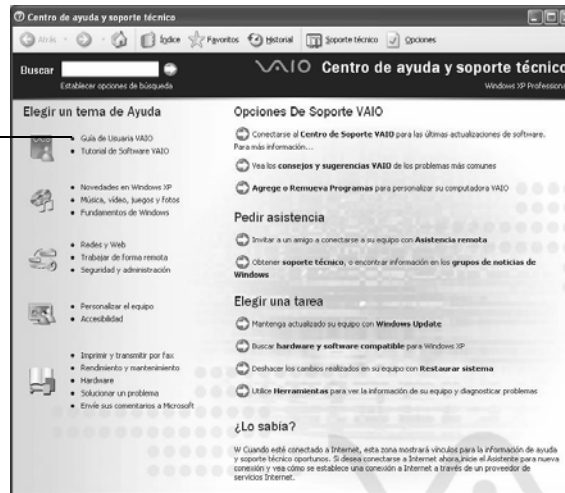 Centro de ayuda y soporte técnico
Atrás
Índice
Favoritos
Historial
Soporte técnico
Opciones
Buscar
Establecer opciones de búsqueda
VAIO Centro de ayuda y soporte técnico
Windows XP Professional
Elegir un tema de Ayuda
Guía de Usuaria VAIO
Tutorial de Software VAIO
Novedades en Windows XP
Música, vídeo, juegos y fotos
Fundamentos de Windows
Redes y Web
Trabajar de forma remota
Seguridad y administración
Personalizar el equipo
Accesibilidad
Imprimir y transmitir por fax
Rendimiento y mantenimiento
Hardware
Solucionar un problema
Envíe sus comentarios a Microsoft
Opciones De Soporte VAIO
Conectarse al Centro de Soporte VAIO para las últimas actualizaciones de software.
Para más información...
Vea los consejos y sugerencias VAIO de los problemas más comunes
Agrege o Remueva Programas para personalizar su computadora VAIO
Pedir asistencia
Invitar a un amigo a conectarse a su equipo con Asistencia remota
Obtener soporte técnico, o encontrar información en los grupos de noticias de
Windows
Elegir una tarea
Mantenga actualizado su equipo con Windows Update
Buscar hardware y software compatible para Windows XP
Deshacer los cambios realizados en su equipo con Restaurar sistema
Utilice Herramientas para ver la información de su equipo y diagnosticar problemas
¿Lo sabía?
W Cuando esté conectado a Internet, esta zona mostrará vínculos para la información de ayuda
y soporte técnico oportunos. Si desea conectarse a Internet ahora,inicie el Asistente para nueva
conexión y vea cómo se establece una conexión a Internet a través de un proveedor de
servicios Internet.